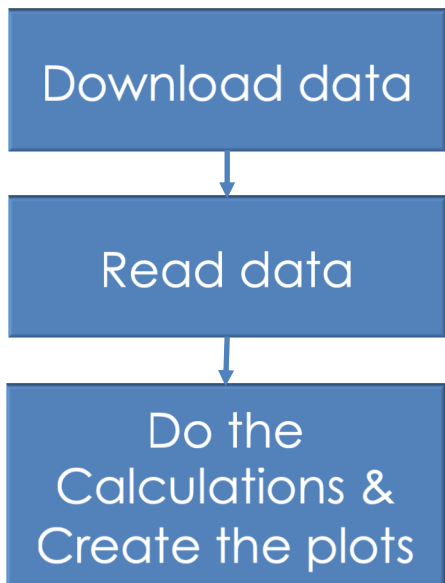 Download data
Read data
Do the
Calculations &
Create the plots